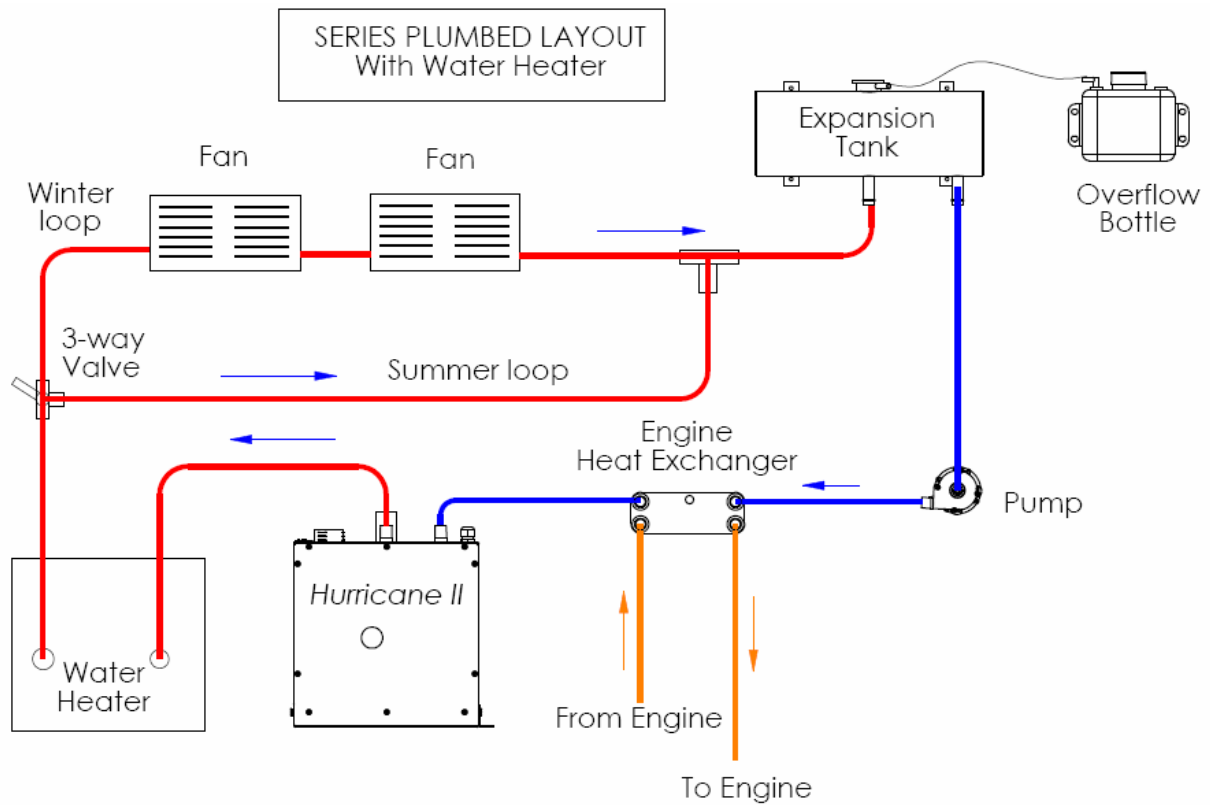 SERIES PLUMBED LAYOUT
With Water Heater
Expansion
Tank
Overflow
Bottle
Fan
Fan
Winter
loop
3-way
Valve
Summer loop
Engine
Heat Exchanger
Pump
Hurricane II
Water
Heater
From Engine
To Engine